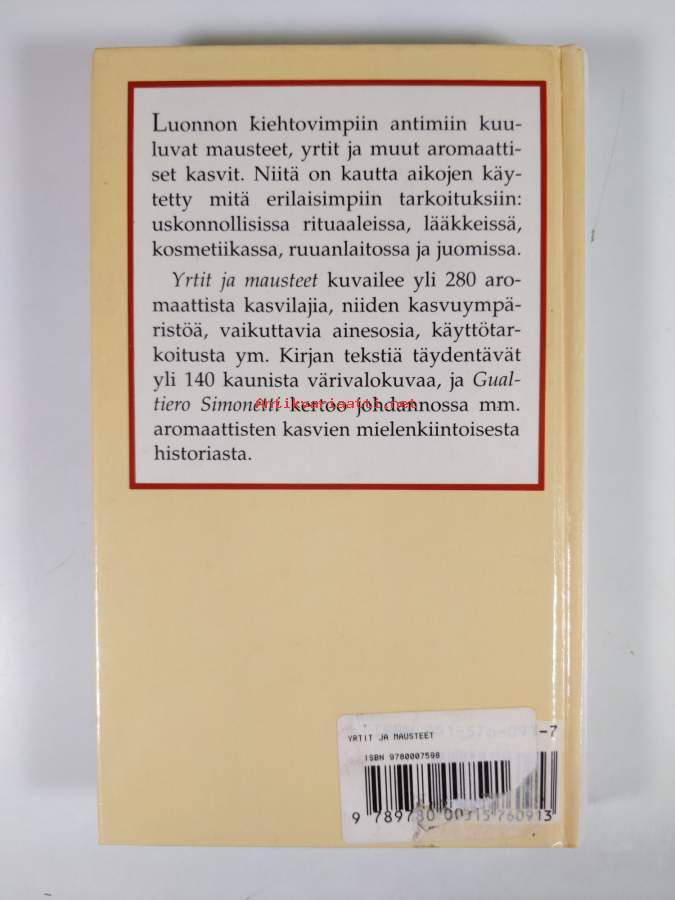 Luonnon kiehtovimpiin antimiin kuu-
luvat mausteet, yrtit ja muut aromaatti-
set kasvit. Niitä on kautta aikojen käy-
tetty mitä erilaisimpiin tarkoituksiin:
uskonnollisissa rituaaleissa, lääkkeissä,
kosmetiikassa, ruuanlaitossa ja juomissa.
Yrtit ja mausteet kuvailee yli 280 aro-
maattista kasvilajia, niiden kasvuympä-
ristöä, vaikuttavia ainesosia, käyttötar-
koitusta ym. Kirjan tekstiä täydentävät
yli 140 kaunista värivalokuvaa, ja Gual-
tiero Simonetti kertoo johdannossa mm.
Antikvariaatti.net
aromaattisten kasvien mielenkiintoisesta
historiasta.
-7
YRTIT JA MAUSTEET
ISBN 9780007598